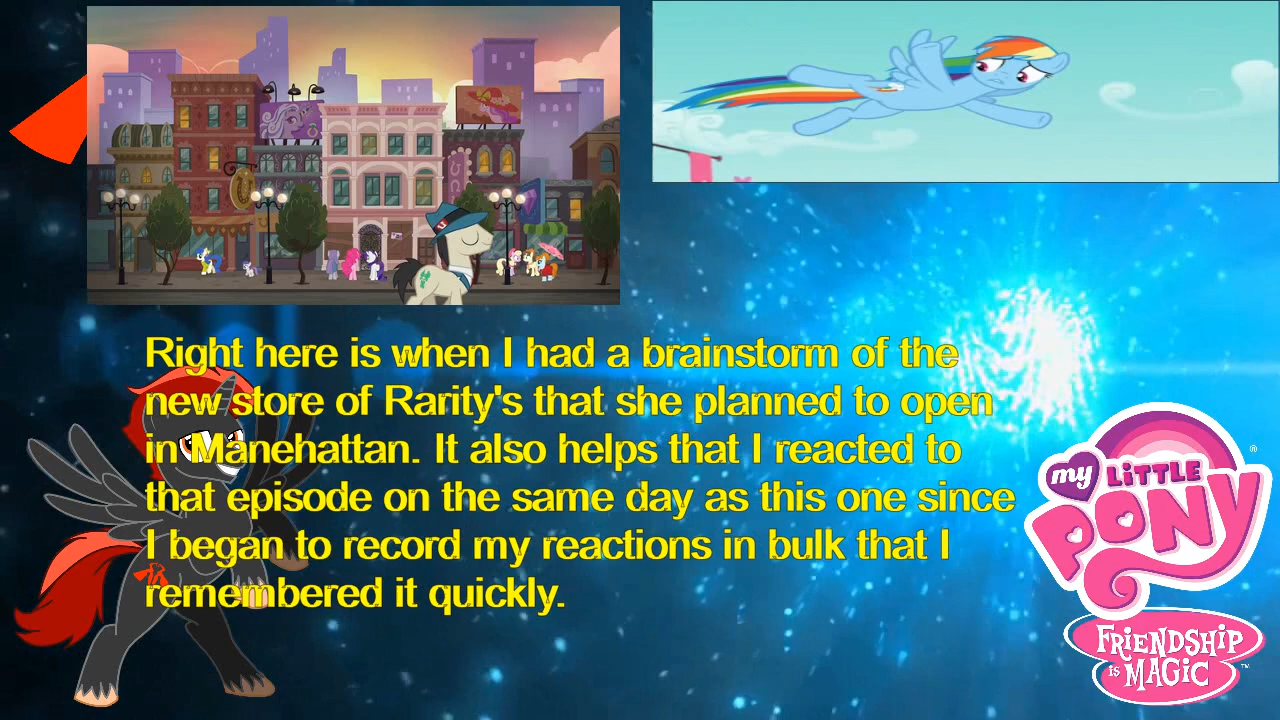 Right here is when I had a brainstorm of the
new store of Rarity's that she planned to open
in Manehattan. It also helps that I reacted to
that episode on the same day as this one since
I began to record my reactions in bulk that I
remembered it quickly.
my LiTTLE
PONY
FRiENDSHiP
is MAGiC